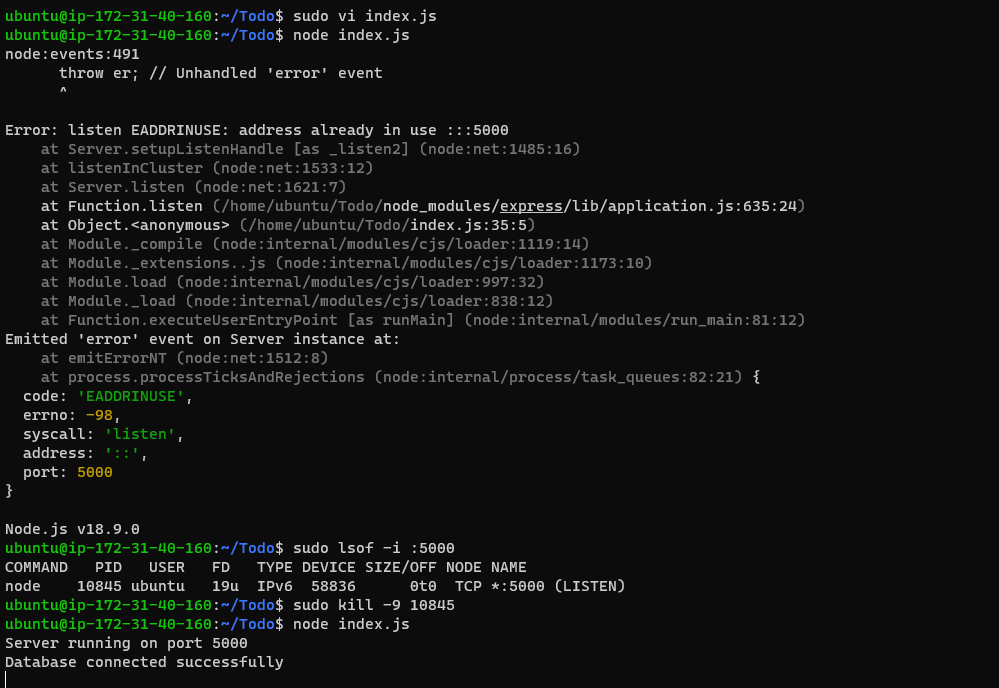 ubuntu@ip-172-31-40-160:~/Todo$ sudo vi index.js
ubuntu@ip-172-31-40-160:~/Todo$ node index.js
node:events:491
      throw er; // Unhandled 'error' event
      ^

Error: listen EADDRINUSE: address already in use :::5000
    at Server.setupListenHandle [as _listen2] (node:net:1485:16)
    at listenInCluster (node:net:1533:12)
    at Server.listen (node:net:1621:7)
    at Function.listen (/home/ubuntu/Todo/node_modules/express/lib/application.js:635:24)
    at Object.<anonymous> (/home/ubuntu/Todo/index.js:35:5)
    at Module._compile (node:internal/modules/cjs/loader:1119:14)
    at Module._extensions..js (node:internal/modules/cjs/loader:1173:10)
    at Module.load (node:internal/modules/cjs/loader:997:32)
    at Module._load (node:internal/modules/cjs/loader:838:12)
    at Function.executeUserEntryPoint [as runMain] (node:internal/modules/run_main:81:12)
Emitted 'error' event on Server instance at:
    at emitErrorNT (node:net:1512:8)
    at process.processTicksAndRejections (node:internal/process/task_queues:82:21) {
  code: 'EADDRINUSE',
  errno: -98,
  syscall: 'listen',
  address: '::',
  port: 5000
}

Node.js v18.9.0
ubuntu@ip-172-31-40-160:~/Todo$ sudo lsof -i :5000
COMMAND   PID   USER   FD   TYPE DEVICE SIZE/OFF NODE NAME
node    10845 ubuntu   19u  IPv6  58836      0t0  TCP *:5000 (LISTEN)
ubuntu@ip-172-31-40-160:~/Todo$ sudo kill -9 10845
ubuntu@ip-172-31-40-160:~/Todo$ node index.js
Server running on port 5000
Database connected successfully